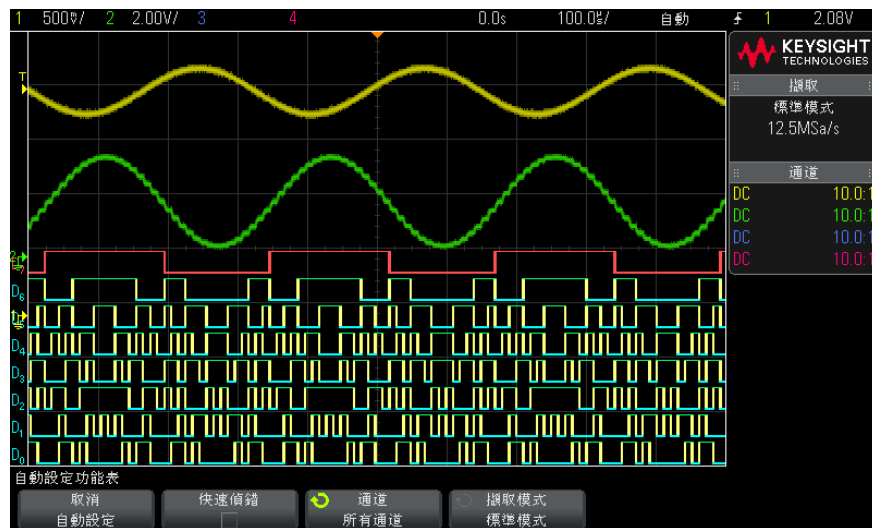 1 500♥/ 2 2.00V/ 3 4 0.0s 100.0♥/ 自動 1 2.08V
KEYSIGHT
TECHNOLOGIES
擷取
標準模式
12.5MSa/s
通道
DC 10.0:1
DC 10.0:1
DC 10.0:1
DC 10.0:1
T
2
D6
D4
D3
D2
D1
D0
自動設定功能表
取消
自動設定
快速偵錯
通道
所有通道
擷取模式
標準模式